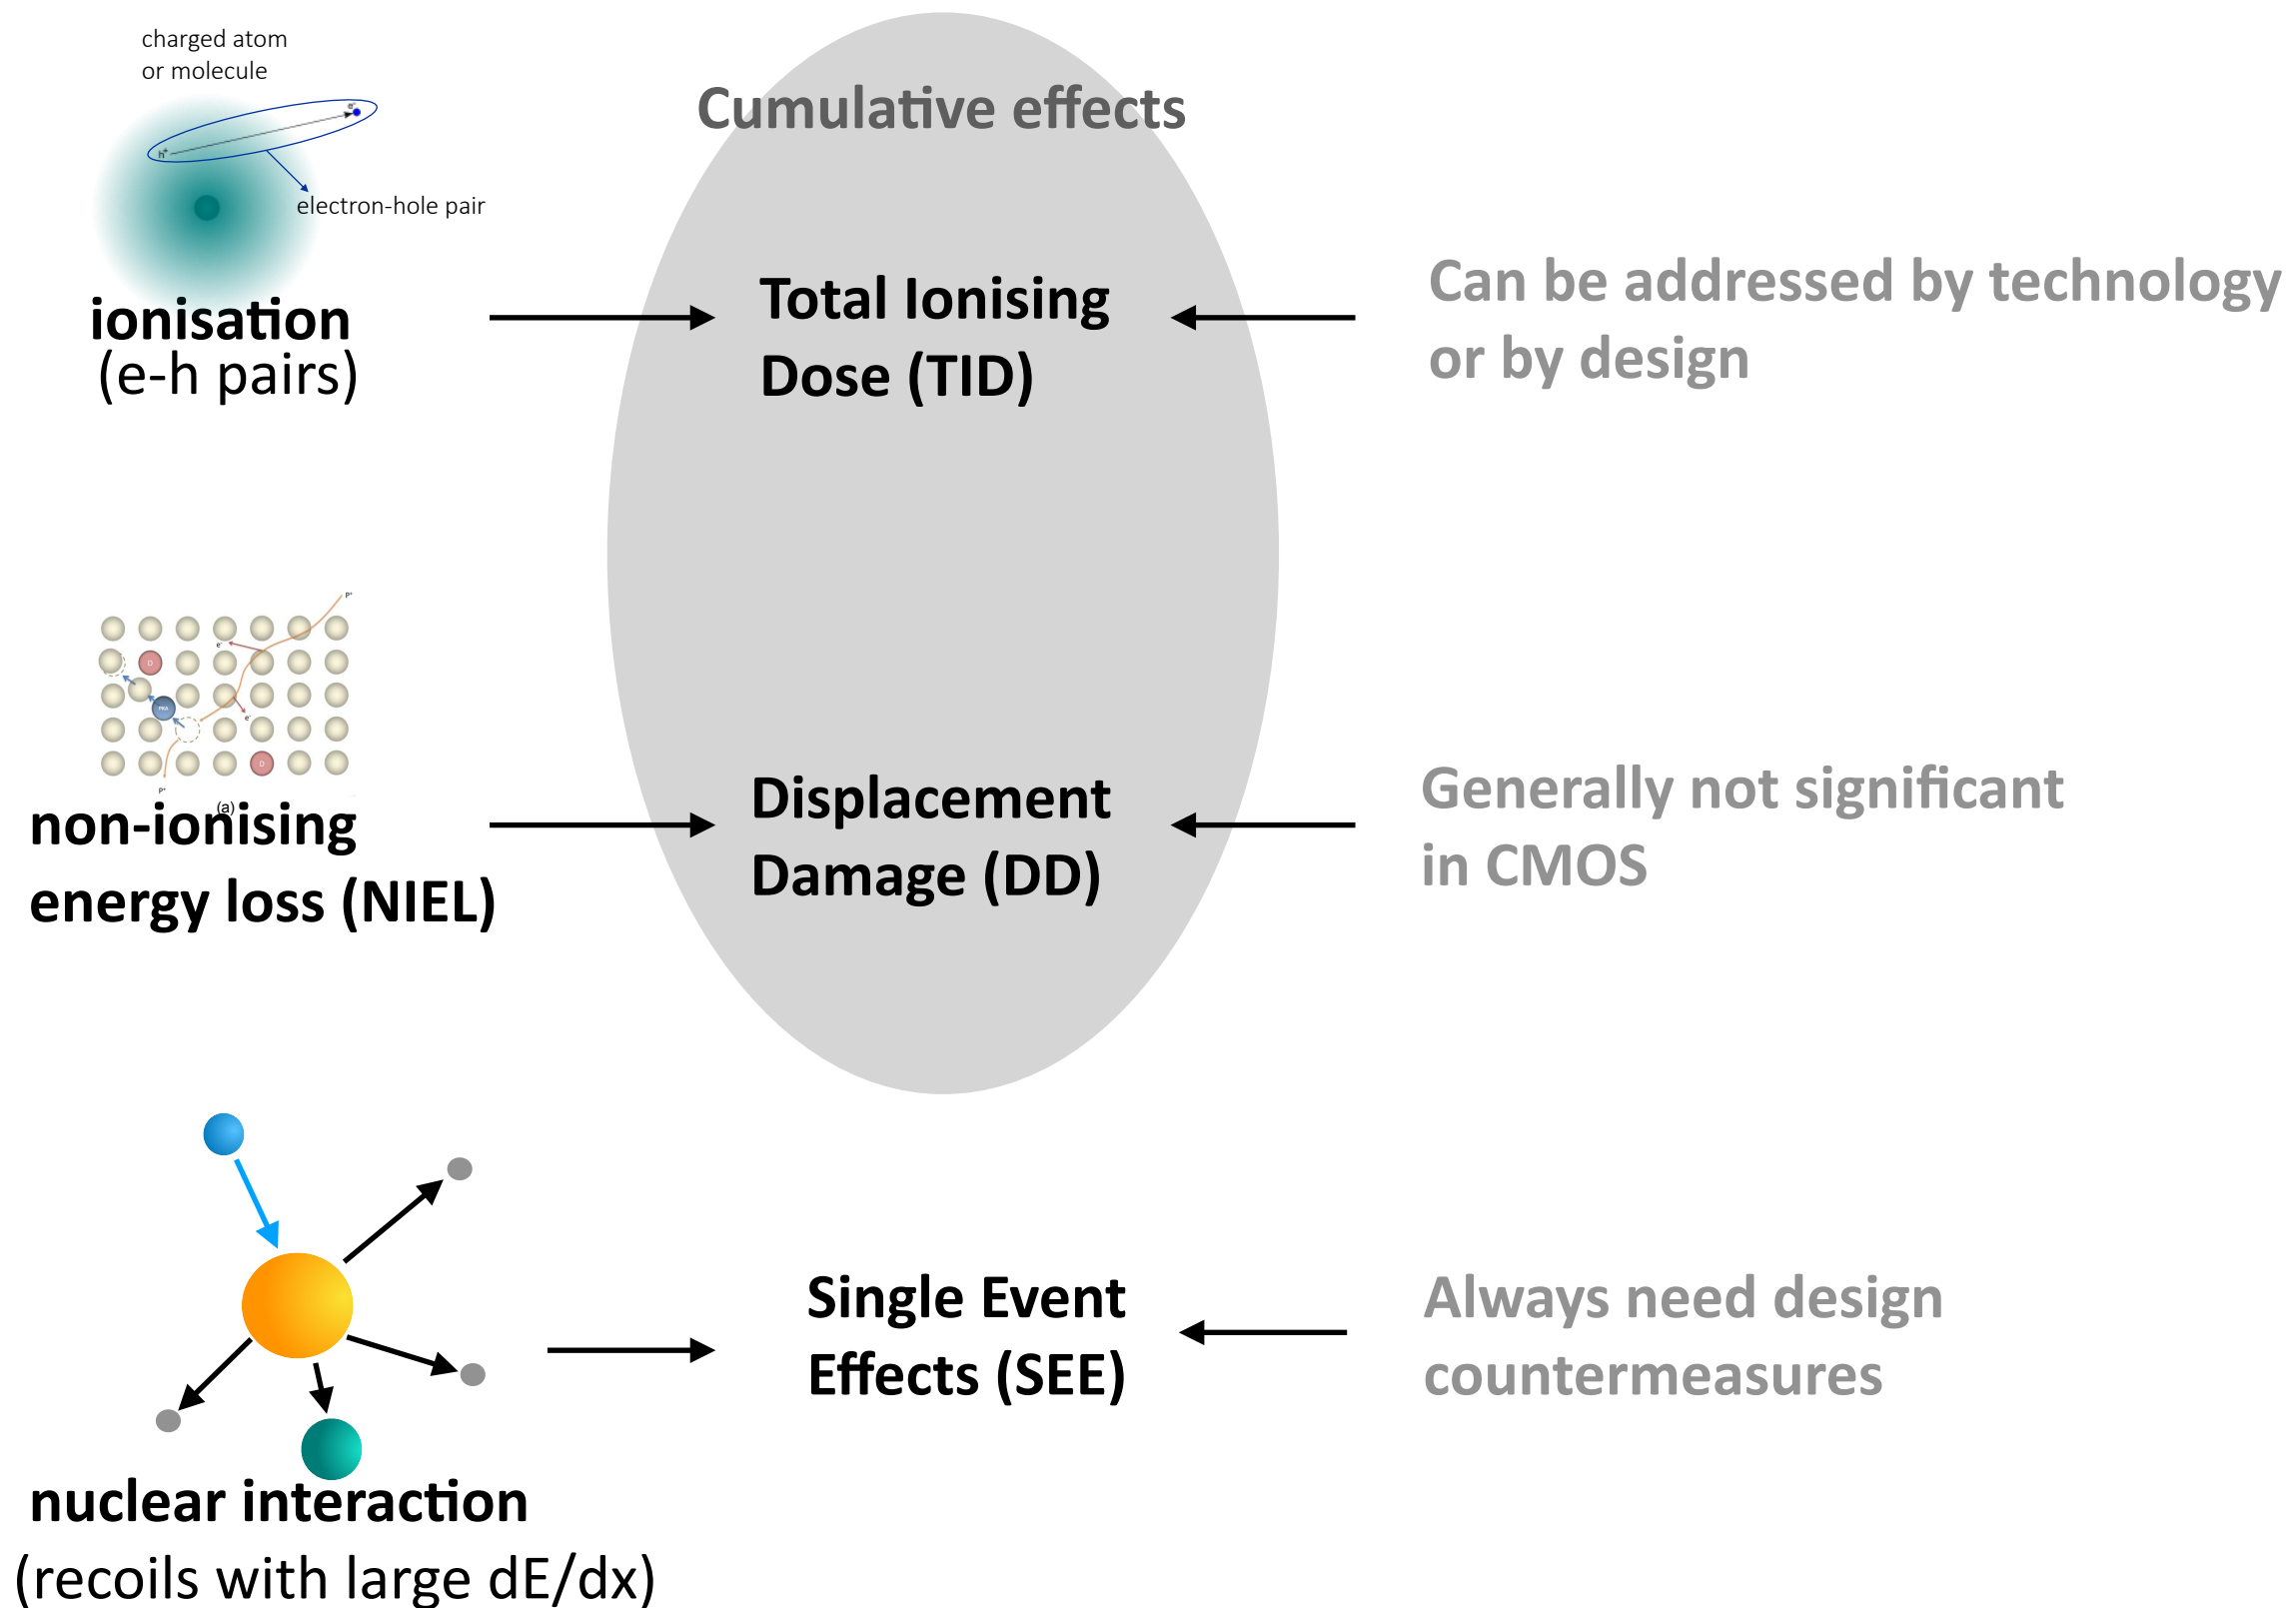 charged atom
or molecule
e-
h+
electron-hole pair
ionisation
(e-h pairs)
Cumulative effects
Total Ionising
Dose (TID)
Can be addressed by technology
or by design
P+
e-
D
PKA
e-
D
P+
(a)
non-ionising
energy loss (NIEL)
Displacement
Damage (DD)
Generally not significant
in CMOS
nuclear interaction
(recoils with large dE/dx)
Single Event
Effects (SEE)
Always need design
countermeasures